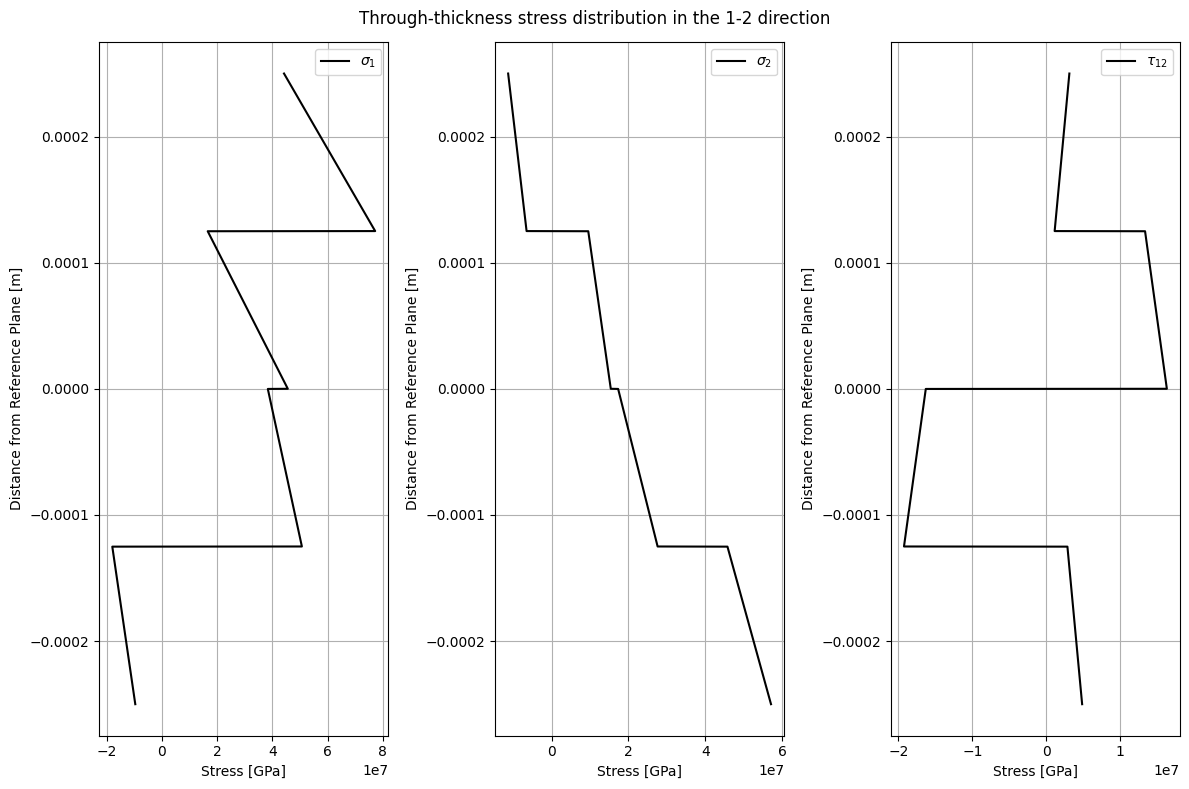 Through-thickness stress distribution in the 1-2 direction
Distance from Reference Plane [m]
0.0002
0.0001
0.0000
−0.0001
−0.0002
σ₁
−2 0 2 4 6 8
1e7
Stress [GPa]
Distance from Reference Plane [m]
0.0002
0.0001
0.0000
−0.0001
−0.0002
σ₂
0 2 4 6
1e7
Stress [GPa]
Distance from Reference Plane [m]
0.0002
0.0001
0.0000
−0.0001
−0.0002
τ₁₂
−2 −1 0 1
1e7
Stress [GPa]